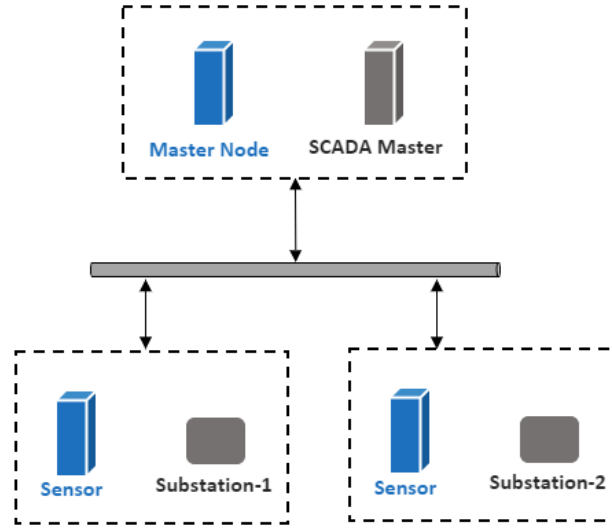 Master Node
SCADA Master
Sensor
Substation-1
Sensor
Substation-2